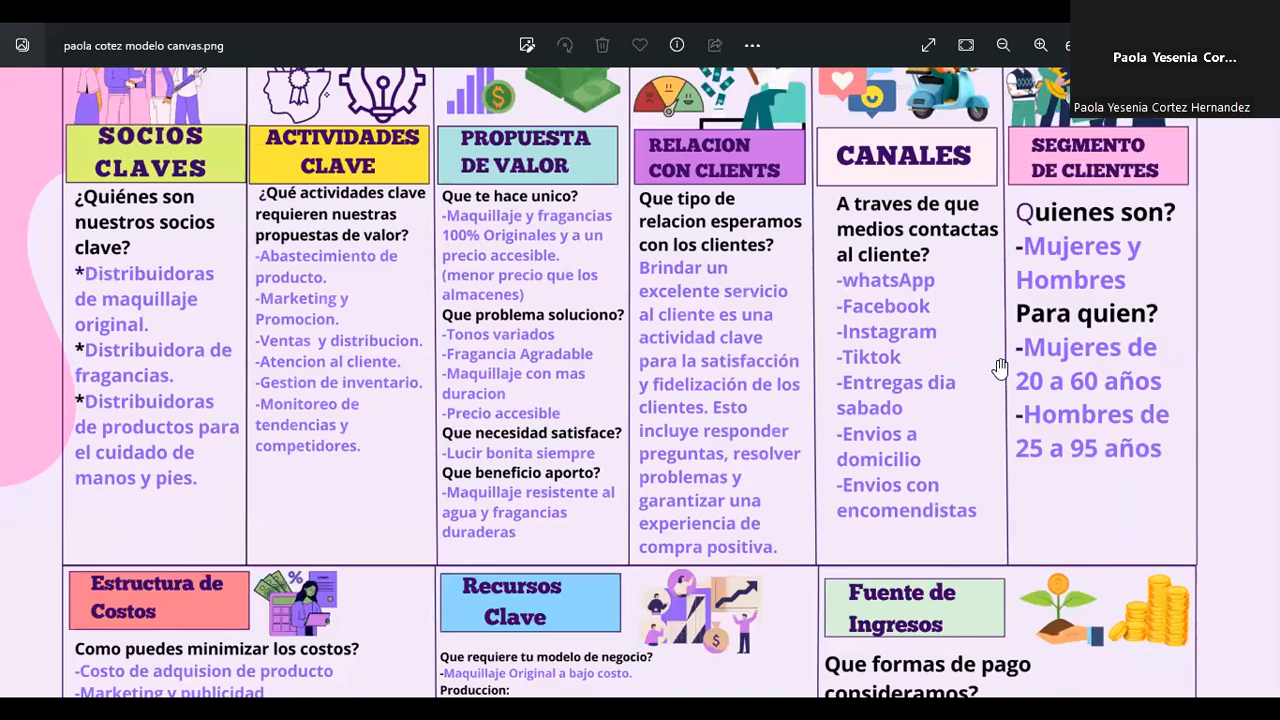 paola cotez modelo canvas.png
Paola Yesenia Cor...
Paola Yesenia Cortez Hernandez
SOCIOS
CLAVES
¿Quiénes son
nuestros socios
clave?
*Distribuidoras
de maquillaje
original.
*Distribuidora de
fragancias.
*Distribuidoras
de productos para
el cuidado de
manos y pies.
ACTIVIDADES
CLAVE
¿Qué actividades clave
requieren nuestras
propuestas de valor?
-Abastecimiento de
producto.
-Marketing y
Promocion.
-Ventas y distribucion.
-Atencion al cliente.
-Gestion de inventario.
-Monitoreo de
tendencias y
competidores.
PROPUESTA
DE VALOR
Que te hace unico?
-Maquillaje y fragancias
100% Originales y a un
precio accesible.
(menor precio que los
almacenes)
Que problema soluciono?
-Tonos variados
-Fragancia Agradable
-Maquillaje con mas
duracion
-Precio accesible
Que necesidad satisface?
-Lucir bonita siempre
Que beneficio aporto?
-Maquillaje resistente al
agua y fragancias
duraderas
RELACION
CON CLIENTS
Que tipo de
relacion esperamos
con los clientes?
Brindar un
excelente servicio
al cliente es una
actividad clave
para la satisfacción
y fidelización de los
clientes. Esto
incluye responder
preguntas, resolver
problemas y
garantizar una
experiencia de
compra positiva.
CANALES
A traves de que
medios contactas
al cliente?
-whatsApp
-Facebook
-Instagram
-Tiktok
-Entregas dia
sabado
-Envios a
domicilio
-Envios con
encomendistas
SEGMENTO
DE CLIENTES
Quienes son?
-Mujeres y
Hombres
Para quien?
-Mujeres de
20 a 60 años
-Hombres de
25 a 95 años
Estructura de
Costos
Como puedes minimizar los costos?
-Costo de adquision de producto
-Marketing y publicidad
Recursos
Clave
Que requiere tu modelo de negocio?
-Maquillaje Original a bajo costo.
Produccion:
Fuente de
Ingresos
Que formas de pago
consideramos?